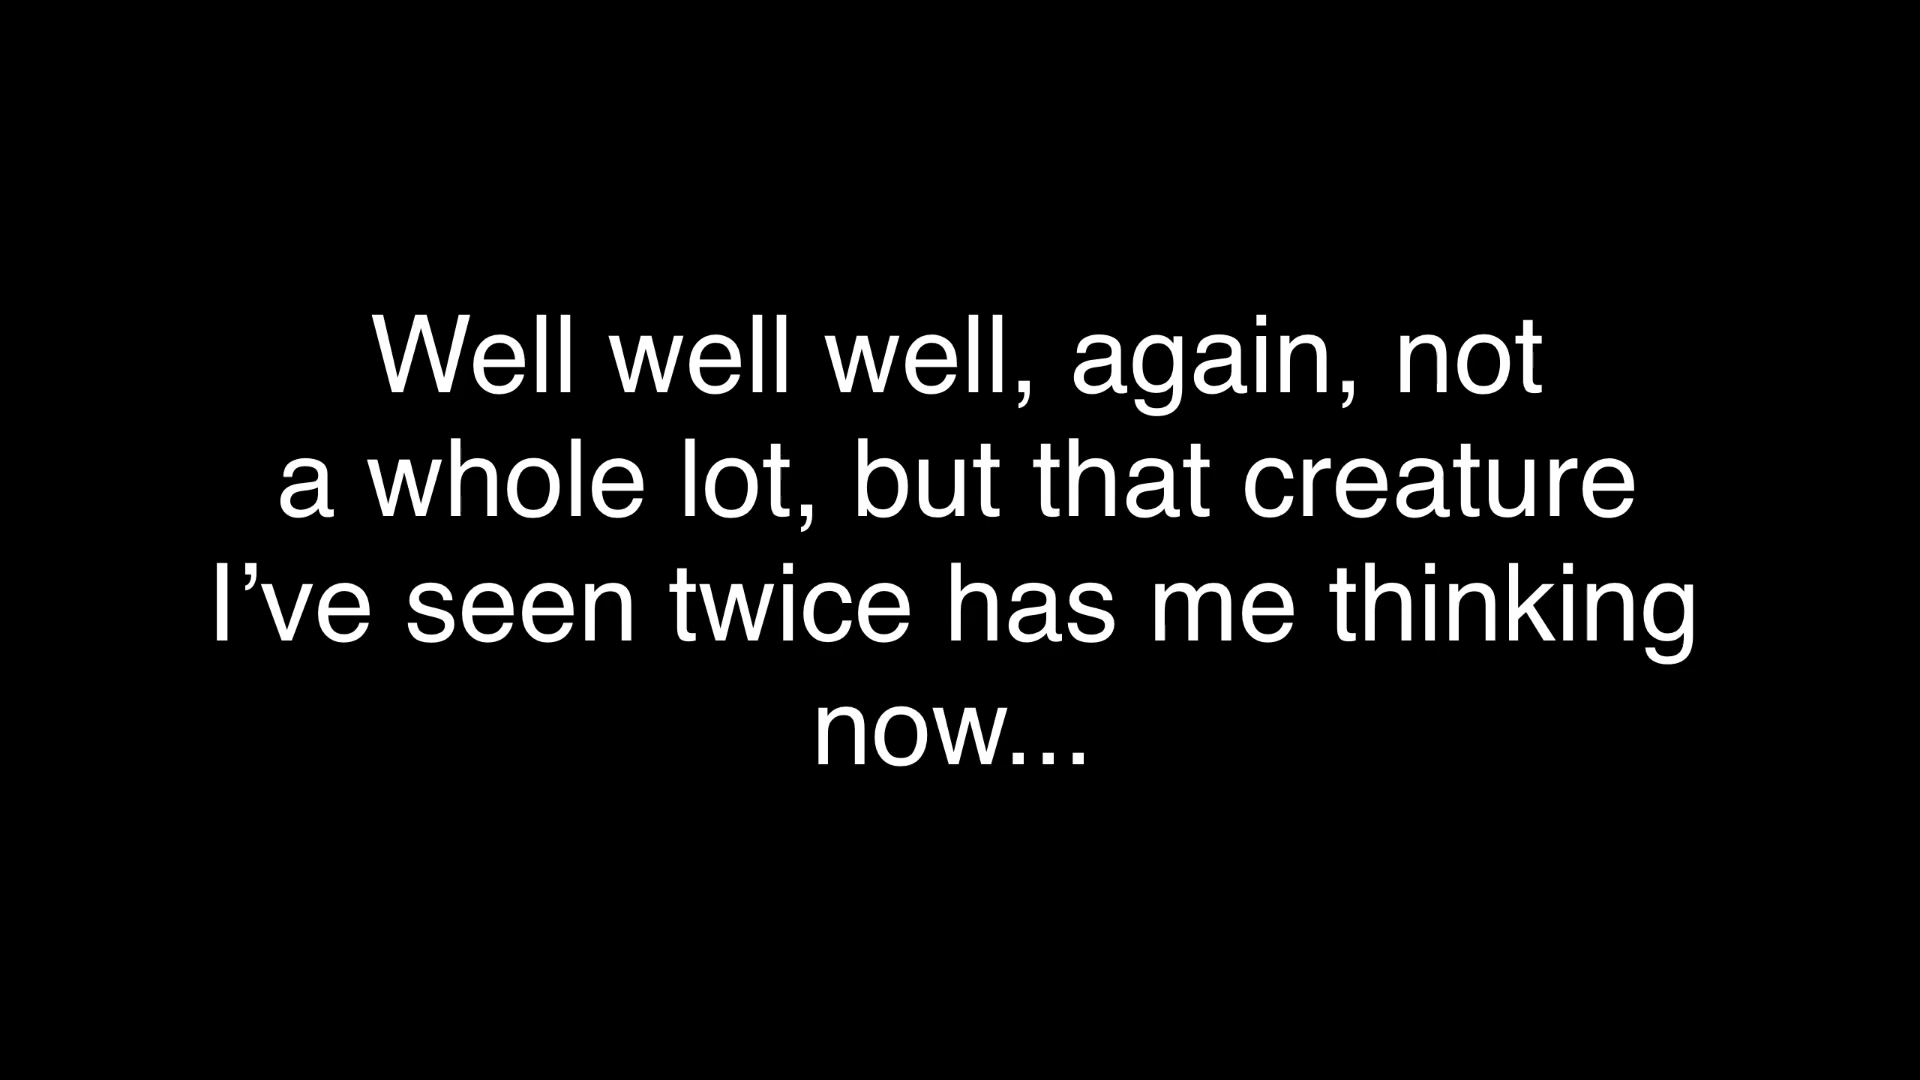 Well well well, again, not
a whole lot, but that creature
I’ve seen twice has me thinking
now...